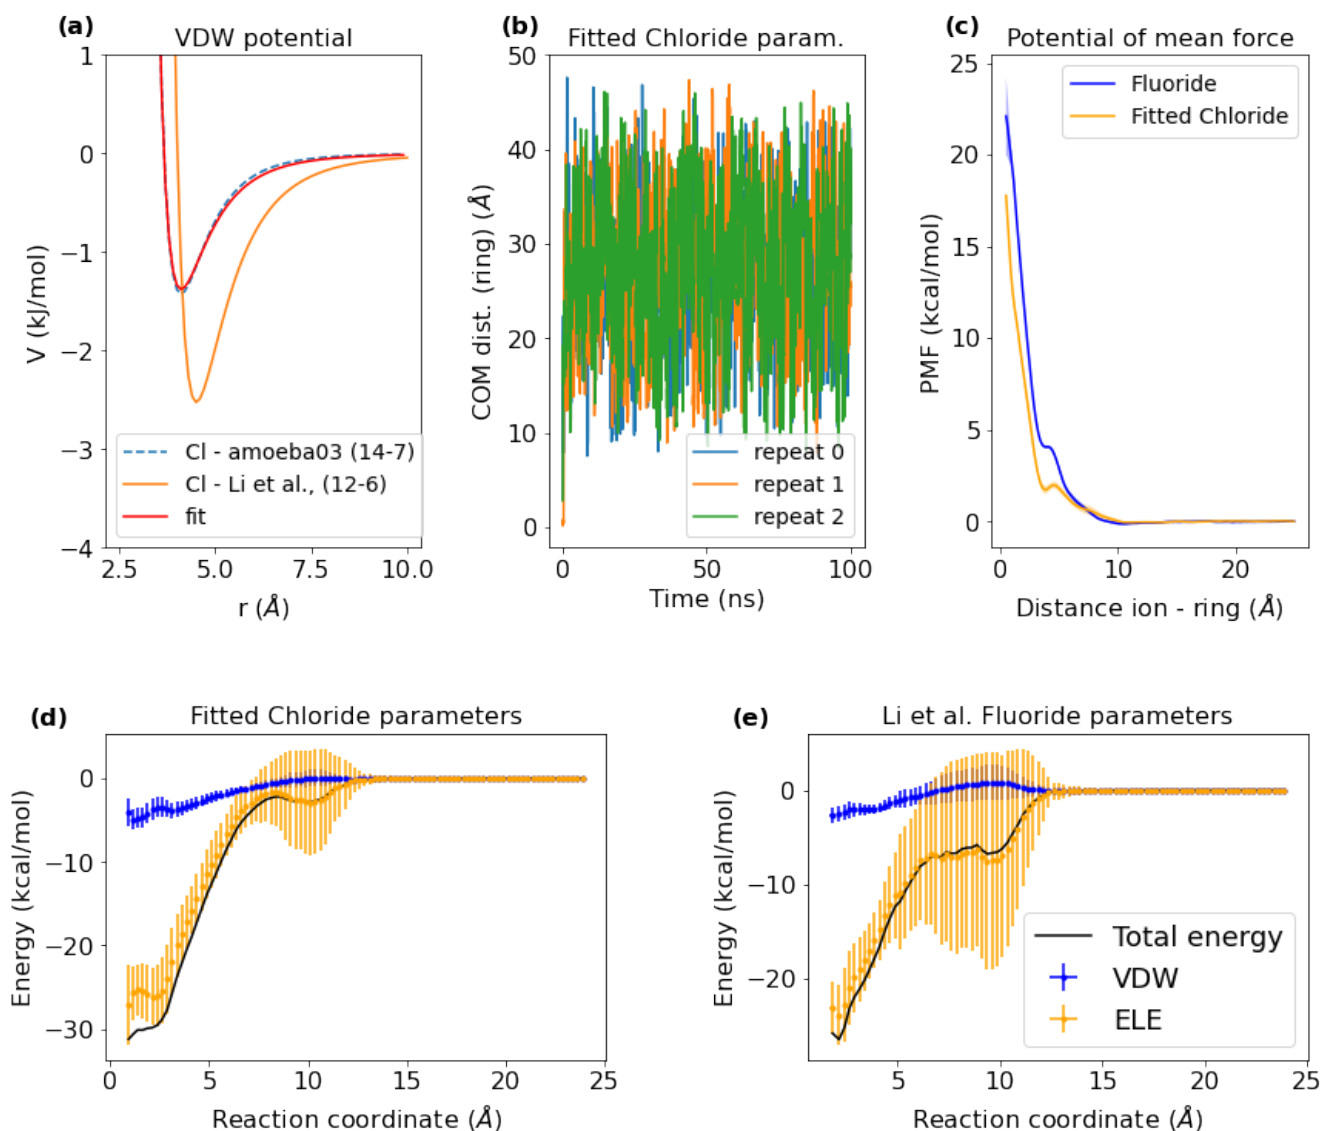 (a)
VDW potential
1
0
−1
−2
−3
−4
V (kJ/mol)
Cl - amoeba03 (14-7)
Cl - Li et al., (12-6)
fit
2.5 5.0 7.5 10.0
r (Å)
(b)
Fitted Chloride param.
50
40
30
20
10
0
COM dist. (ring) (Å)
repeat 0
repeat 1
repeat 2
0 50 100
Time (ns)
(c)
Potential of mean force
25
20
15
10
5
0
PMF (kcal/mol)
Fluoride
Fitted Chloride
0 10 20
Distance ion - ring (Å)
(d)
Fitted Chloride parameters
0
−10
−20
−30
Energy (kcal/mol)
0 5 10 15 20 25
Reaction coordinate (Å)
(e)
Li et al. Fluoride parameters
0
−10
−20
Energy (kcal/mol)
Total energy
VDW
ELE
5 10 15 20 25
Reaction coordinate (Å)